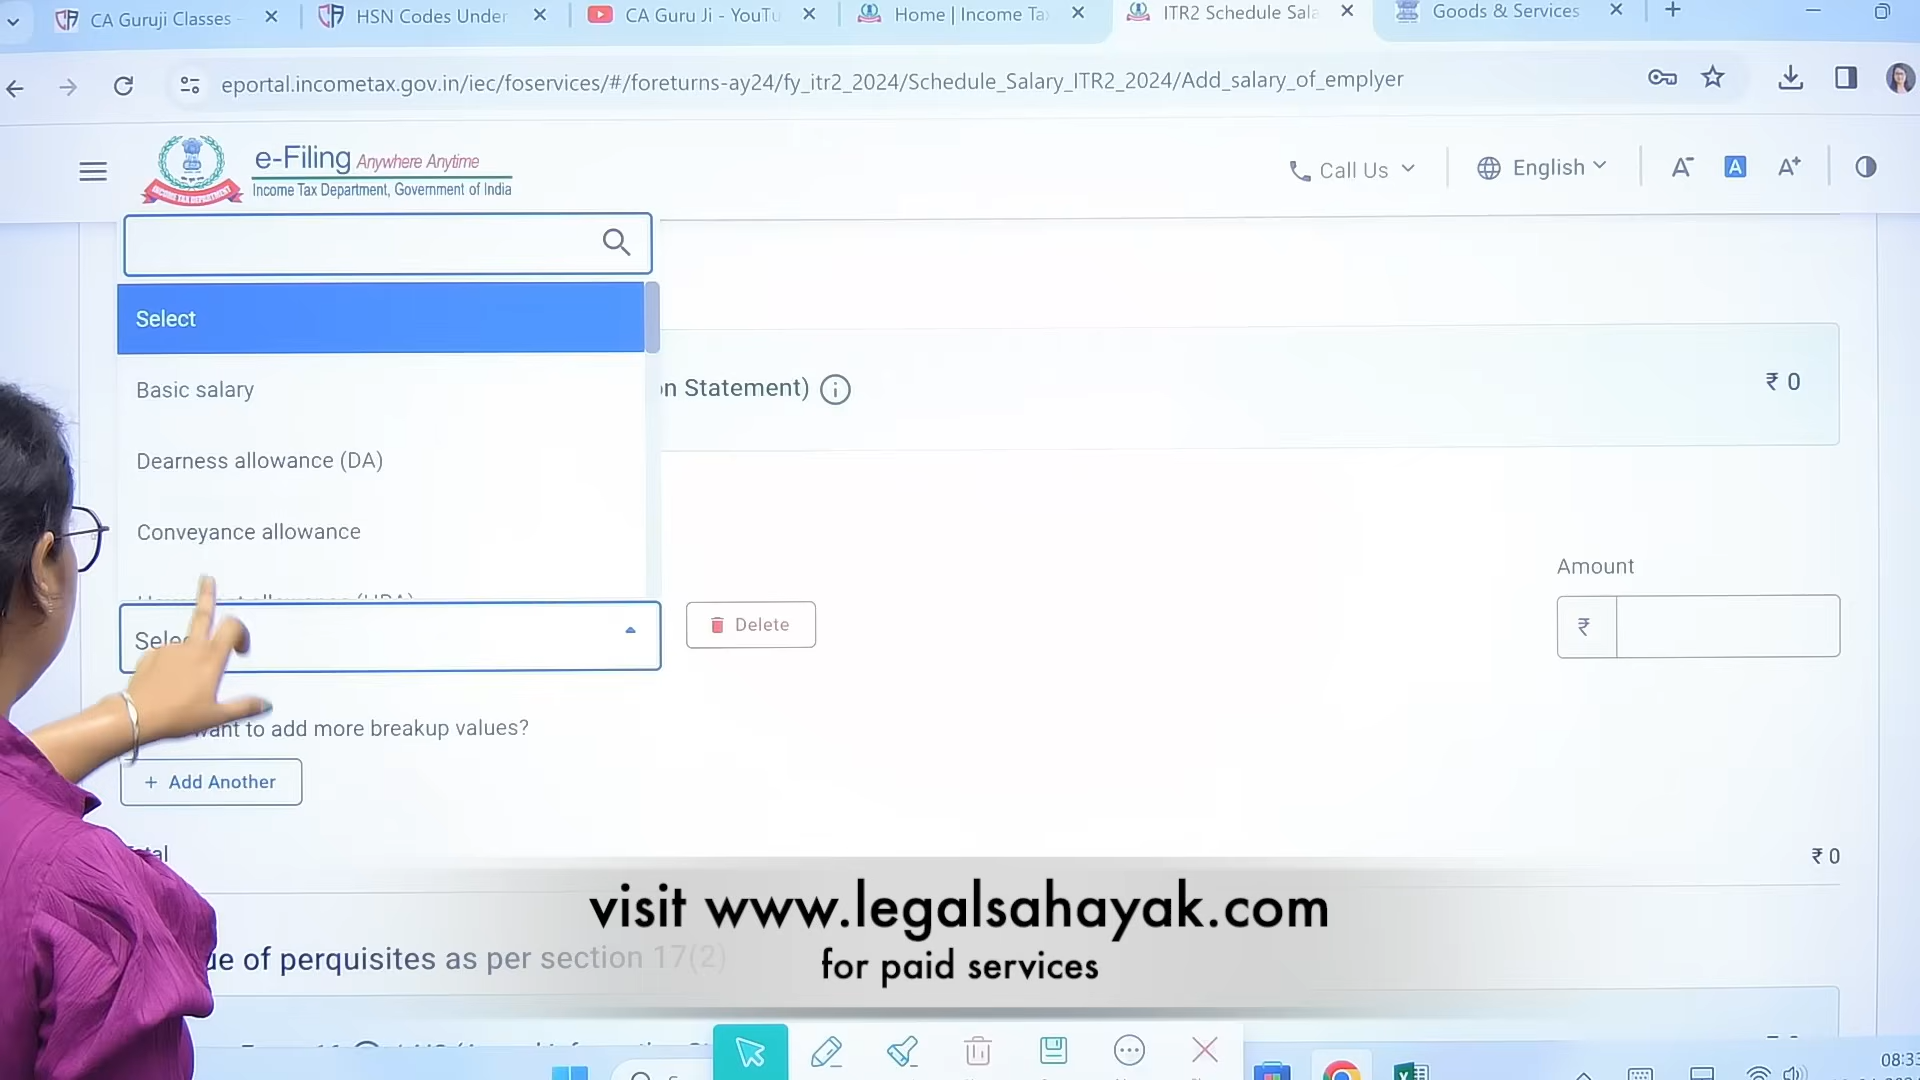 CA Guruji Classes -
HSN Codes Under
CA Guru Ji - YouTu
Home | Income Ta
ITR2 Schedule Sala
Goods & Services
eportal.incometax.gov.in/iec/foservices/#/foreturns-ay24/fy_itr2_2024/Schedule_Salary_ITR2_2024/Add_salary_of_emplyer
e-Filing Anywhere Anytime
Income Tax Department, Government of India
Call Us
English
A-
A
A+
Select
Basic salary
on Statement)
₹ 0
Dearness allowance (DA)
Conveyance allowance
Amount
Delete
₹
want to add more breakup values?
+ Add Another
₹ 0
visit www.legalsahayak.com
ue of perquisites as per section 17(2)
for paid services
08:33